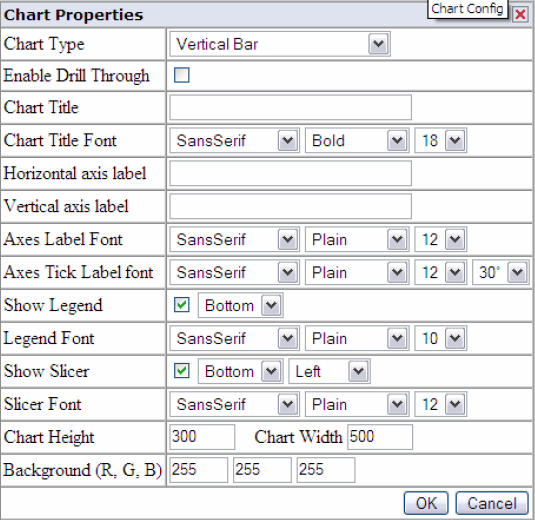 Chart Config
Chart Properties
Chart Type Vertical Bar
Enable Drill Through
Chart Title
Chart Title Font SansSerif Bold 18
Horizontal axis label
Vertical axis label
Axes Label Font SansSerif Plain 12
Axes Tick Label font SansSerif Plain 12 30°
Show Legend Bottom
Legend Font SansSerif Plain 10
Show Slicer Bottom Left
Slicer Font SansSerif Plain 12
Chart Height 300 Chart Width 500
Background (R, G, B) 255 255 255
OK Cancel